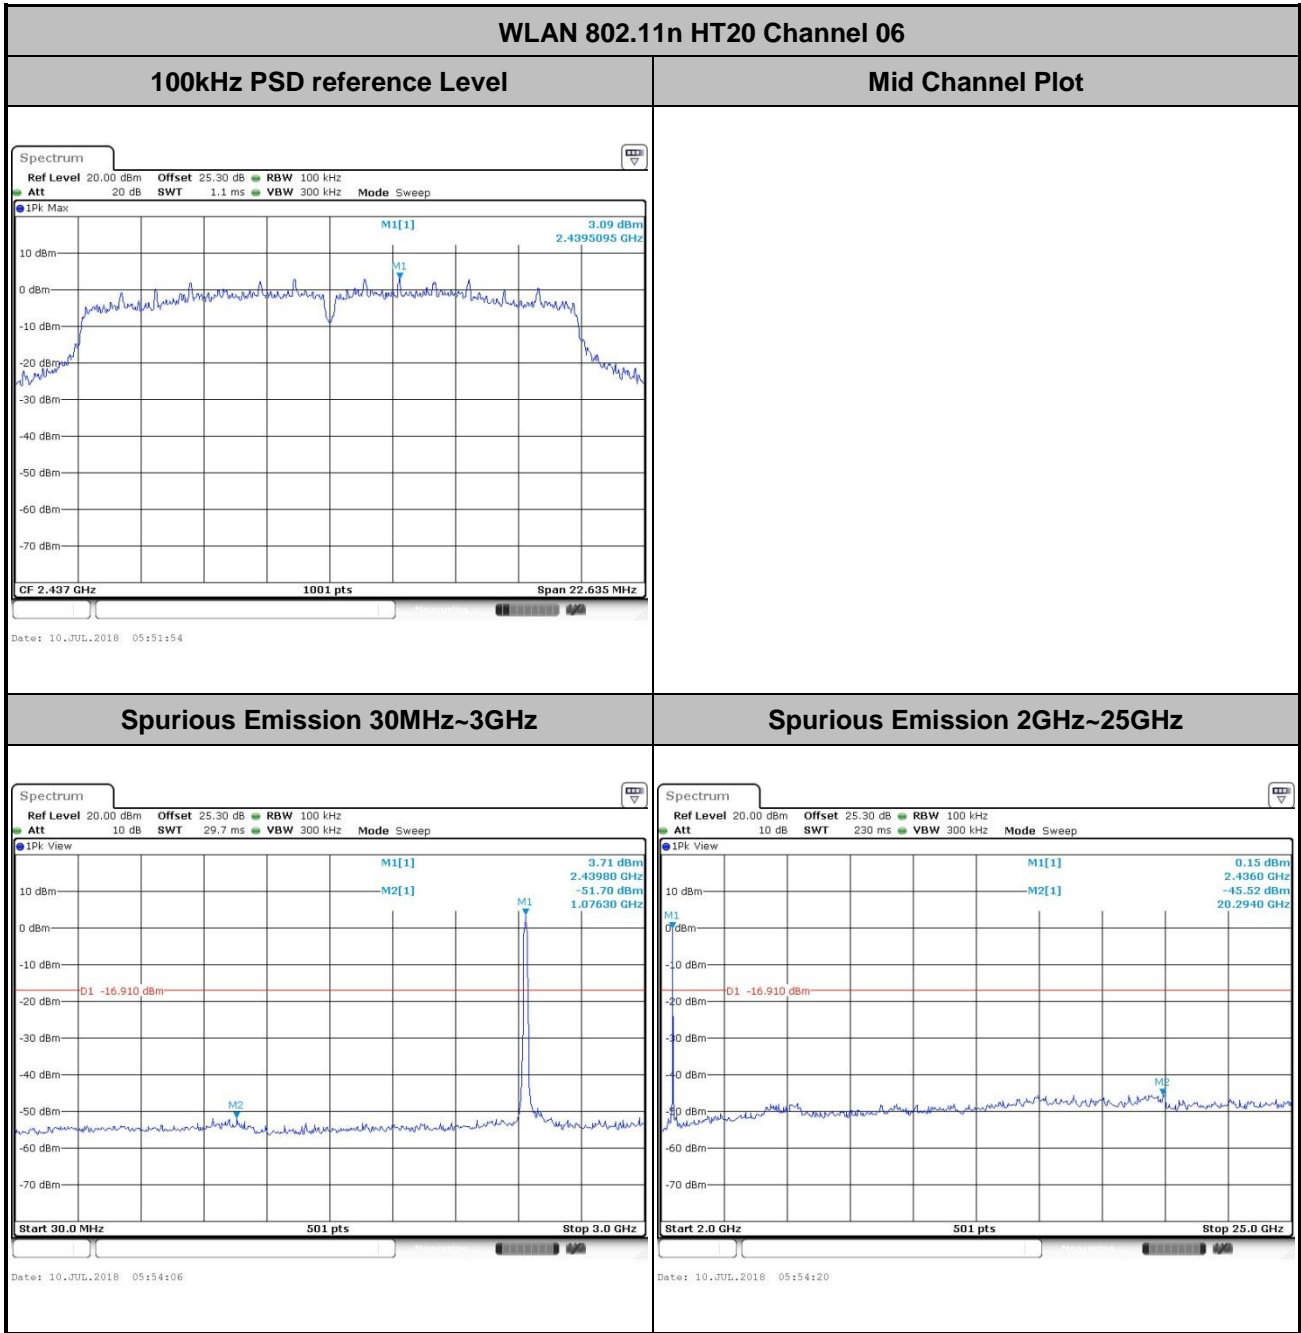 WLAN 802.11n HT20 Channel 06
100kHz PSD reference Level
Mid Channel Plot
Spectrum
Ref Level 20.00 dBm Offset 25.30 dB RBW 100 kHz
Att 20 dB SWT 1.1 ms VBW 300 kHz Mode Sweep
1Pk Max
M1[1] 3.09 dBm
2.4395095 GHz
M1
10 dBm
0 dBm
-10 dBm
-20 dBm
-30 dBm
-40 dBm
-50 dBm
-60 dBm
-70 dBm
CF 2.437 GHz 1001 pts Span 22.635 MHz
Date: 10.JUL.2018 05:51:54
Spurious Emission 30MHz~3GHz
Spurious Emission 2GHz~25GHz
Spectrum
Ref Level 20.00 dBm Offset 25.30 dB RBW 100 kHz
Att 10 dB SWT 29.7 ms VBW 300 kHz Mode Sweep
1Pk View
M1[1] 3.71 dBm
2.43980 GHz
M2[1] -51.70 dBm
1.07630 GHz
M1
10 dBm
0 dBm
-10 dBm
D1 -16.910 dBm
-20 dBm
-30 dBm
-40 dBm
M2
-50 dBm
-60 dBm
-70 dBm
Start 30.0 MHz 501 pts Stop 3.0 GHz
Date: 10.JUL.2018 05:54:06
Spectrum
Ref Level 20.00 dBm Offset 25.30 dB RBW 100 kHz
Att 10 dB SWT 230 ms VBW 300 kHz Mode Sweep
1Pk View
M1[1] 0.15 dBm
2.4360 GHz
M2[1] -45.52 dBm
20.2940 GHz
10 dBm
M1
0 dBm
-10 dBm
D1 -16.910 dBm
-20 dBm
-30 dBm
-40 dBm
M2
-50 dBm
-60 dBm
-70 dBm
Start 2.0 GHz 501 pts Stop 25.0 GHz
Date: 10.JUL.2018 05:54:20